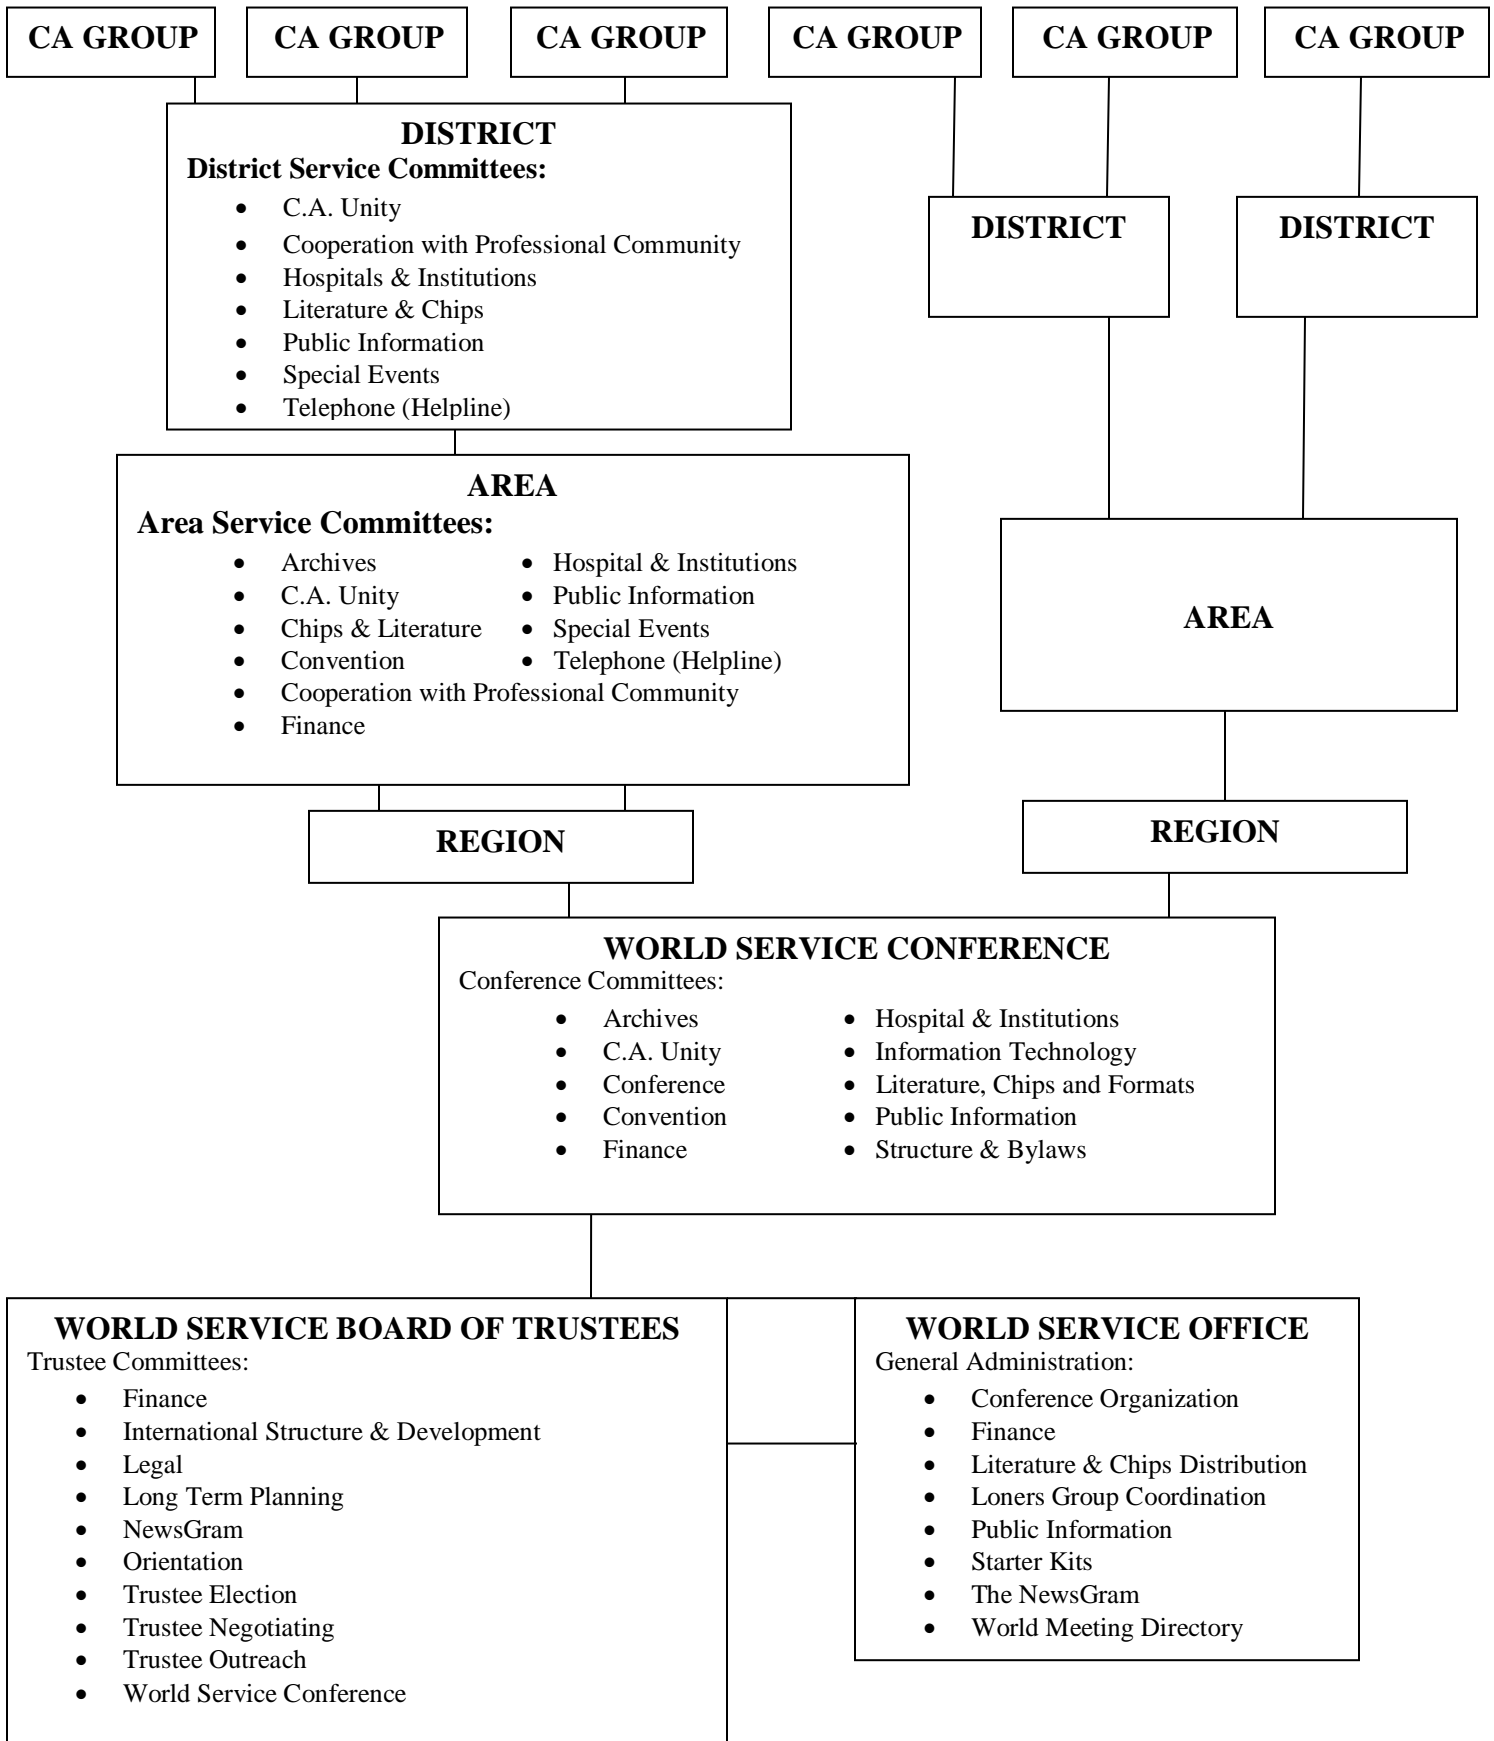 CA GROUP
CA GROUP
CA GROUP
CA GROUP
CA GROUP
CA GROUP
DISTRICT
District Service Committees:
• C.A. Unity
• Cooperation with Professional Community
• Hospitals & Institutions
• Literature & Chips
• Public Information
• Special Events
• Telephone (Helpline)
DISTRICT
DISTRICT
AREA
Area Service Committees:
• Archives
• C.A. Unity
• Chips & Literature
• Convention
• Cooperation with Professional Community
• Finance
• Hospital & Institutions
• Public Information
• Special Events
• Telephone (Helpline)
AREA
REGION
REGION
WORLD SERVICE CONFERENCE
Conference Committees:
• Archives
• C.A. Unity
• Conference
• Convention
• Finance
• Hospital & Institutions
• Information Technology
• Literature, Chips and Formats
• Public Information
• Structure & Bylaws
WORLD SERVICE BOARD OF TRUSTEES
Trustee Committees:
• Finance
• International Structure & Development
• Legal
• Long Term Planning
• NewsGram
• Orientation
• Trustee Election
• Trustee Negotiating
• Trustee Outreach
• World Service Conference
WORLD SERVICE OFFICE
General Administration:
• Conference Organization
• Finance
• Literature & Chips Distribution
• Loners Group Coordination
• Public Information
• Starter Kits
• The NewsGram
• World Meeting Directory